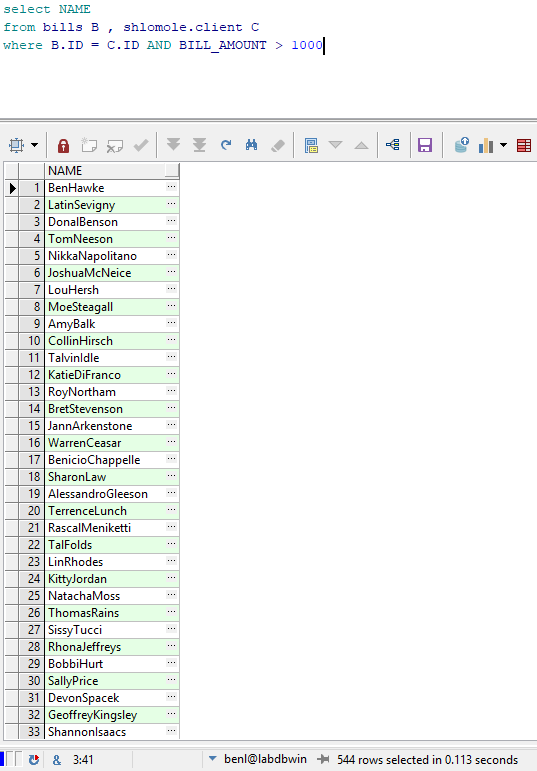 select NAME
from bills B , shlomole.client C
where B.ID = C.ID AND BILL_AMOUNT > 1000
NAME
1 BenHawke
2 LatinSevigny
3 DonalBenson
4 TomNeeson
5 NikkaNapolitano
6 JoshuaMcNeice
7 LouHersh
8 MoeSteagall
9 AmyBalk
10 CollinHirsch
11 TalvinIdle
12 KatieDiFranco
13 RoyNortham
14 BretStevenson
15 JannArkenstone
16 WarrenCeasar
17 BenicioChappelle
18 SharonLaw
19 AlessandroGleeson
20 TerrenceLunch
21 RascalMeniketti
22 TalFolds
23 LinRhodes
24 KittyJordan
25 NatachaMoss
26 ThomasRains
27 SissyTucci
28 RhonaJeffreys
29 BobbiHurt
30 SallyPrice
31 DevonSpacek
32 GeoffreyKingsley
33 ShannonIsaacs
& 3:41 benl@labdbwin 544 rows selected in 0.113 seconds